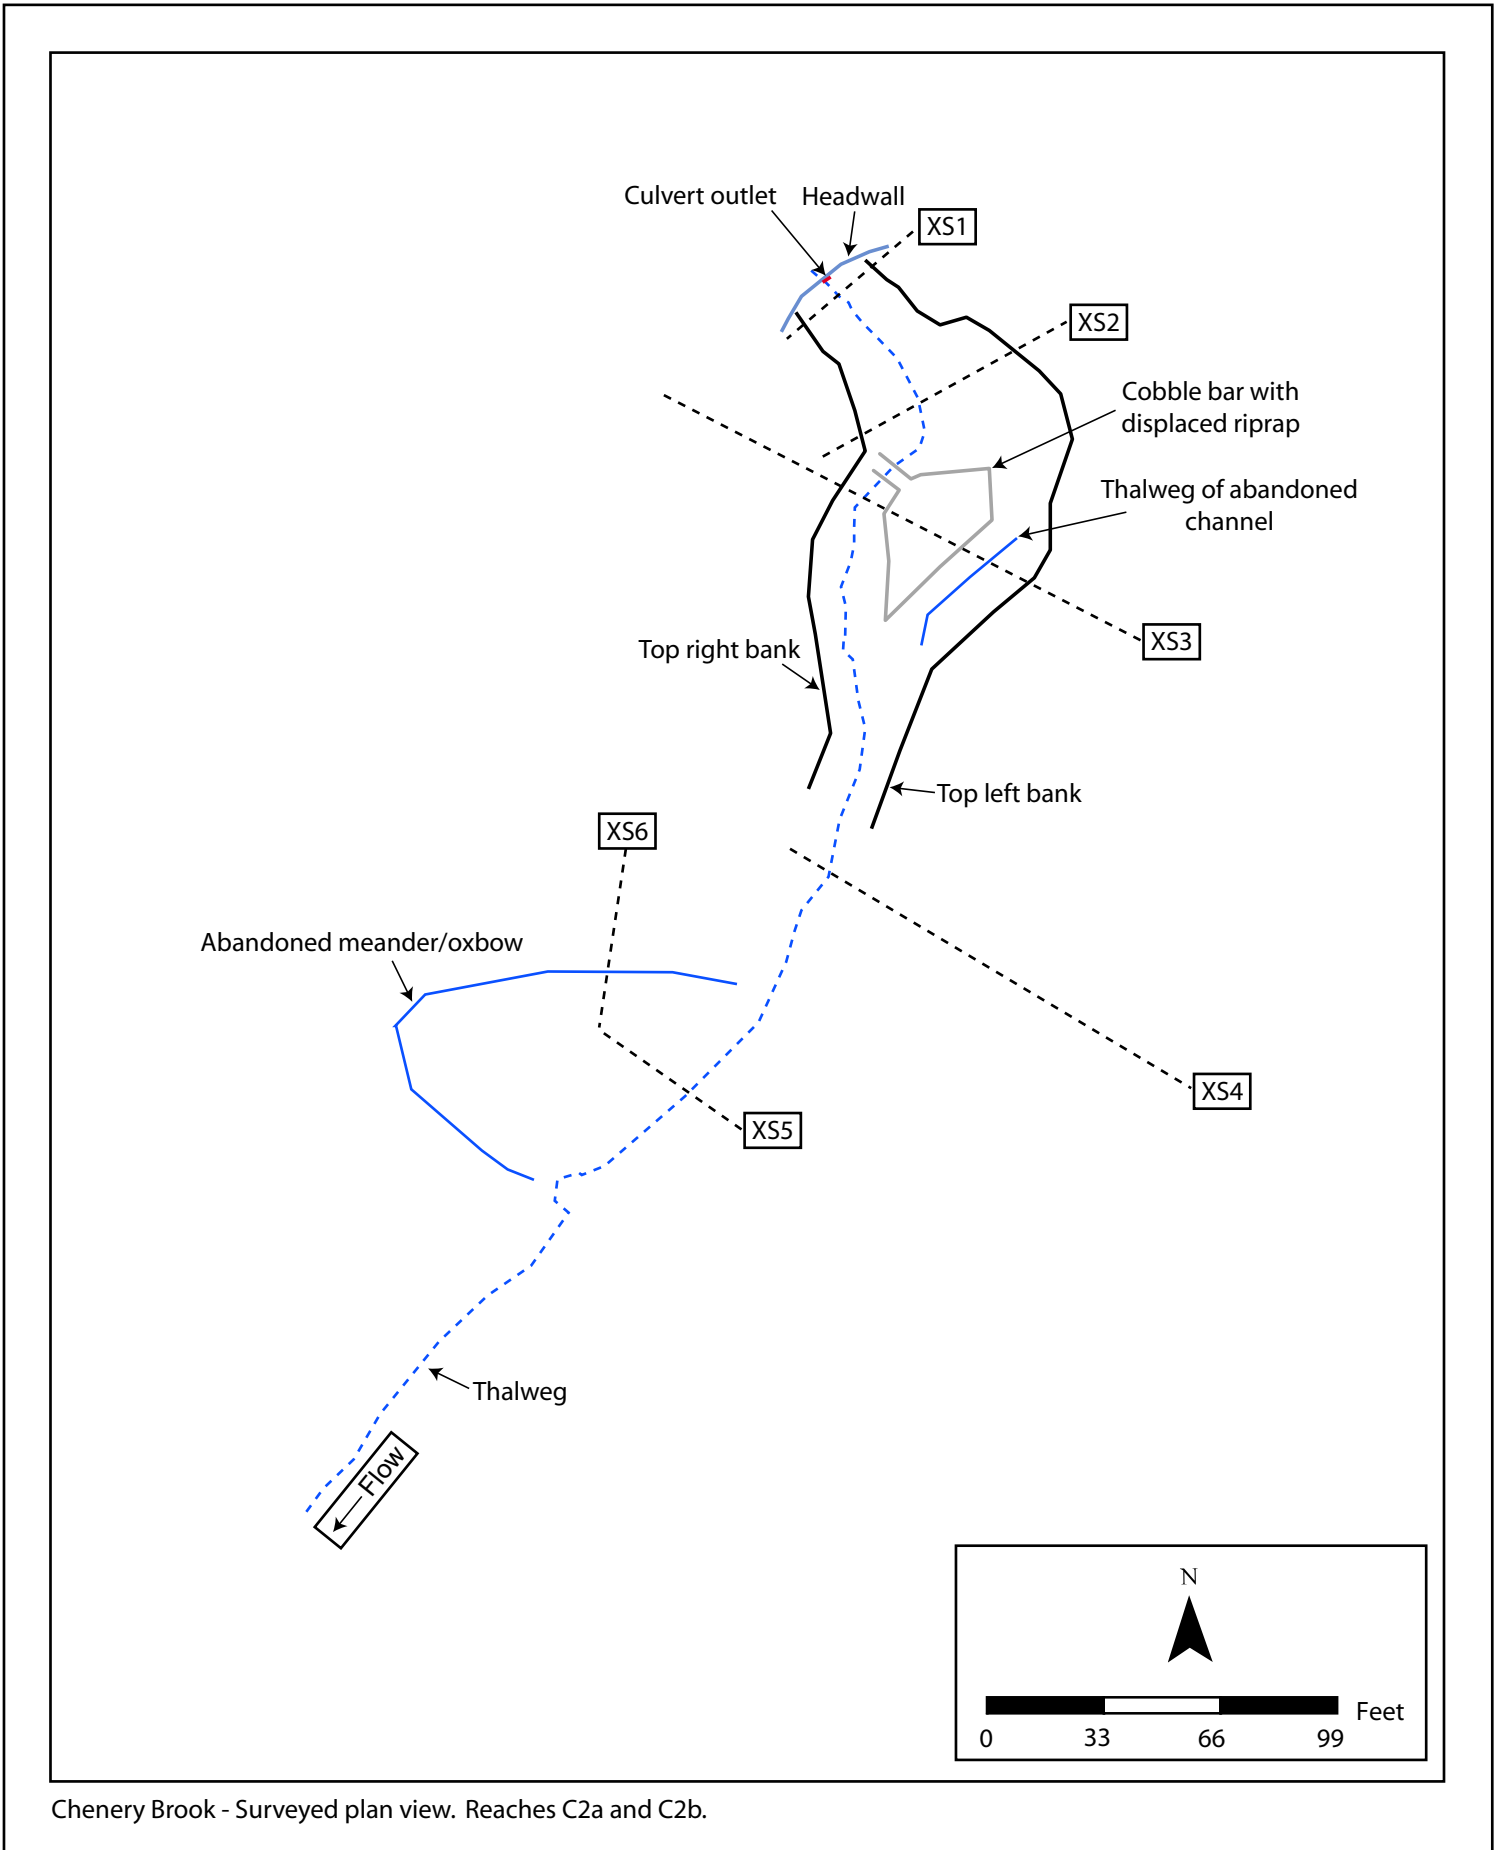 Culvert outlet
Headwall
XS1
XS2
Cobble bar with
displaced riprap
Thalweg of abandoned
channel
XS3
Top right bank
Top left bank
XS6
Abandoned meander/oxbow
XS4
XS5
Thalweg
Flow
N
Feet
0 33 66 99
Chenery Brook - Surveyed plan view. Reaches C2a and C2b.